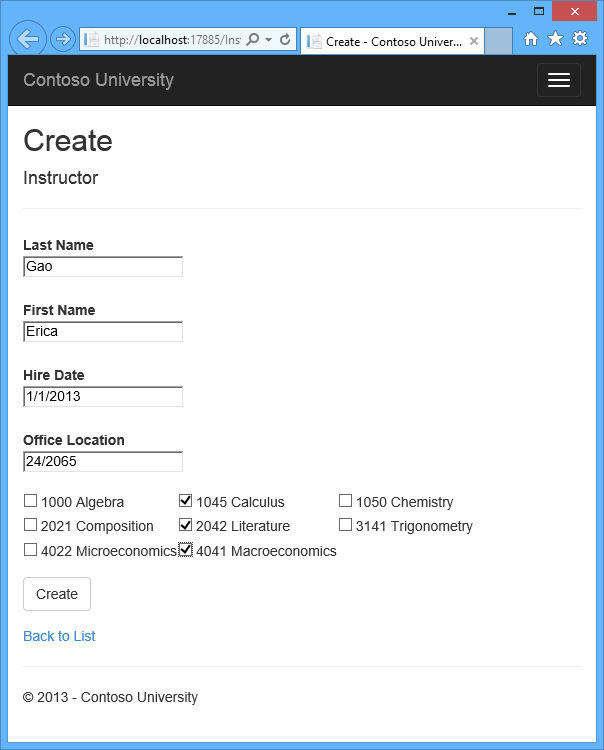 http://localhost:17885/Ins
Create - Contoso Univer...
Contoso University
Create
Instructor
Last Name
Gao
First Name
Erica
Hire Date
1/1/2013
Office Location
24/2065
1000 Algebra 1045 Calculus 1050 Chemistry
2021 Composition 2042 Literature 3141 Trigonometry
4022 Microeconomics 4041 Macroeconomics
Create
Back to List
© 2013 - Contoso University